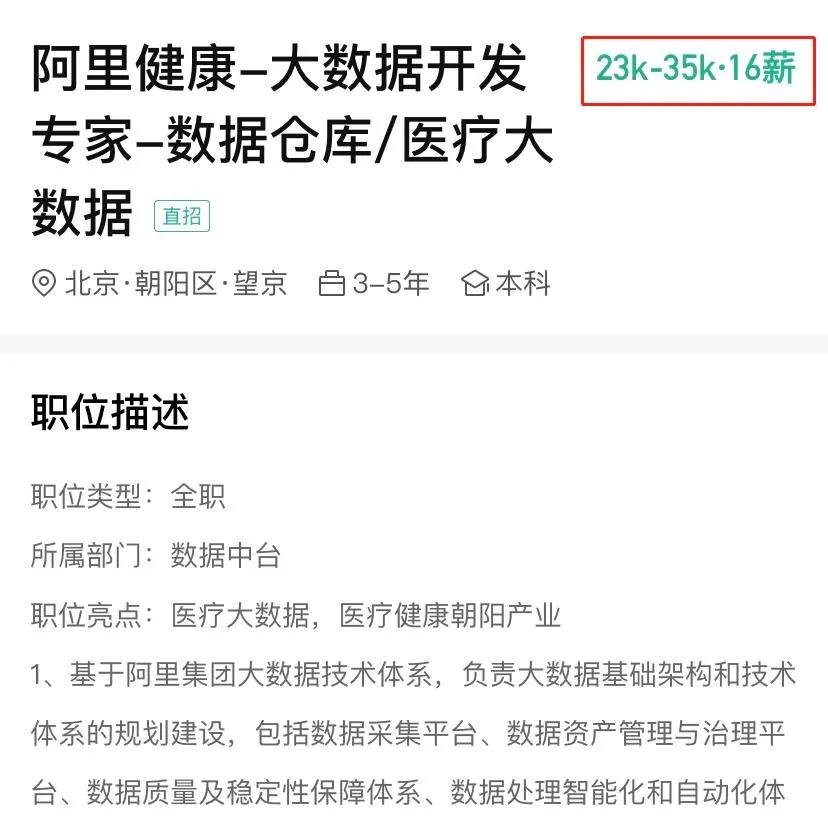 阿里健康-大数据开发
专家-数据仓库/医疗大
数据 直招
23k-35k·16薪
北京·朝阳区·望京 3-5年 本科
职位描述
职位类型：全职
所属部门：数据中台
职位亮点：医疗大数据，医疗健康朝阳产业
1、基于阿里集团大数据技术体系，负责大数据基础架构和技术
体系的规划建设，包括数据采集平台、数据资产管理与治理平
台、数据质量及稳定性保障体系、数据处理智能化和自动化体